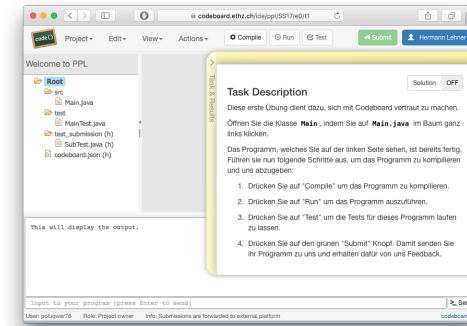 codeboard.ethz.ch/ide/ppl/SS17/e0/t1
code()
Project
Edit
View
Actions
Compile
Run
Test
Submit
Hermann Lehner
Welcome to PPL
Root
src
Main.java
test
MainTest.java
test_submission (h)
SubTest.java (h)
codeboard.json (h)
Task & Results
Solution OFF
Task Description
Diese erste Übung dient dazu, sich mit Codeboard vertraut zu machen.
Öffnen Sie die Klasse Main, indem Sie auf Main.java im Baum ganz
links klicken.
Das Programm, welches Sie auf der linken Seite sehen, ist bereits fertig.
Führen sie nun folgende Schritte aus, um das Programm zu kompilieren
und uns abzugeben:
1. Drücken Sie auf "Compile" um das Programm zu kompilieren.
2. Drücken Sie auf "Run" um das Programm auszuführen.
3. Drücken Sie auf "Test" um die Tests für dieses Programm laufen
zu lassen.
4. Drücken Sie auf den grünen "Submit" Knopf. Damit senden Sie
ihr Programm zu uns und erhalten dafür von uns Feedback.
This will display the output.
Input to your program (press Enter to send)
>_ Se
User: poiuqwer78 Role: Project owner Info: Submissions are forwarded to external platform
codeboar